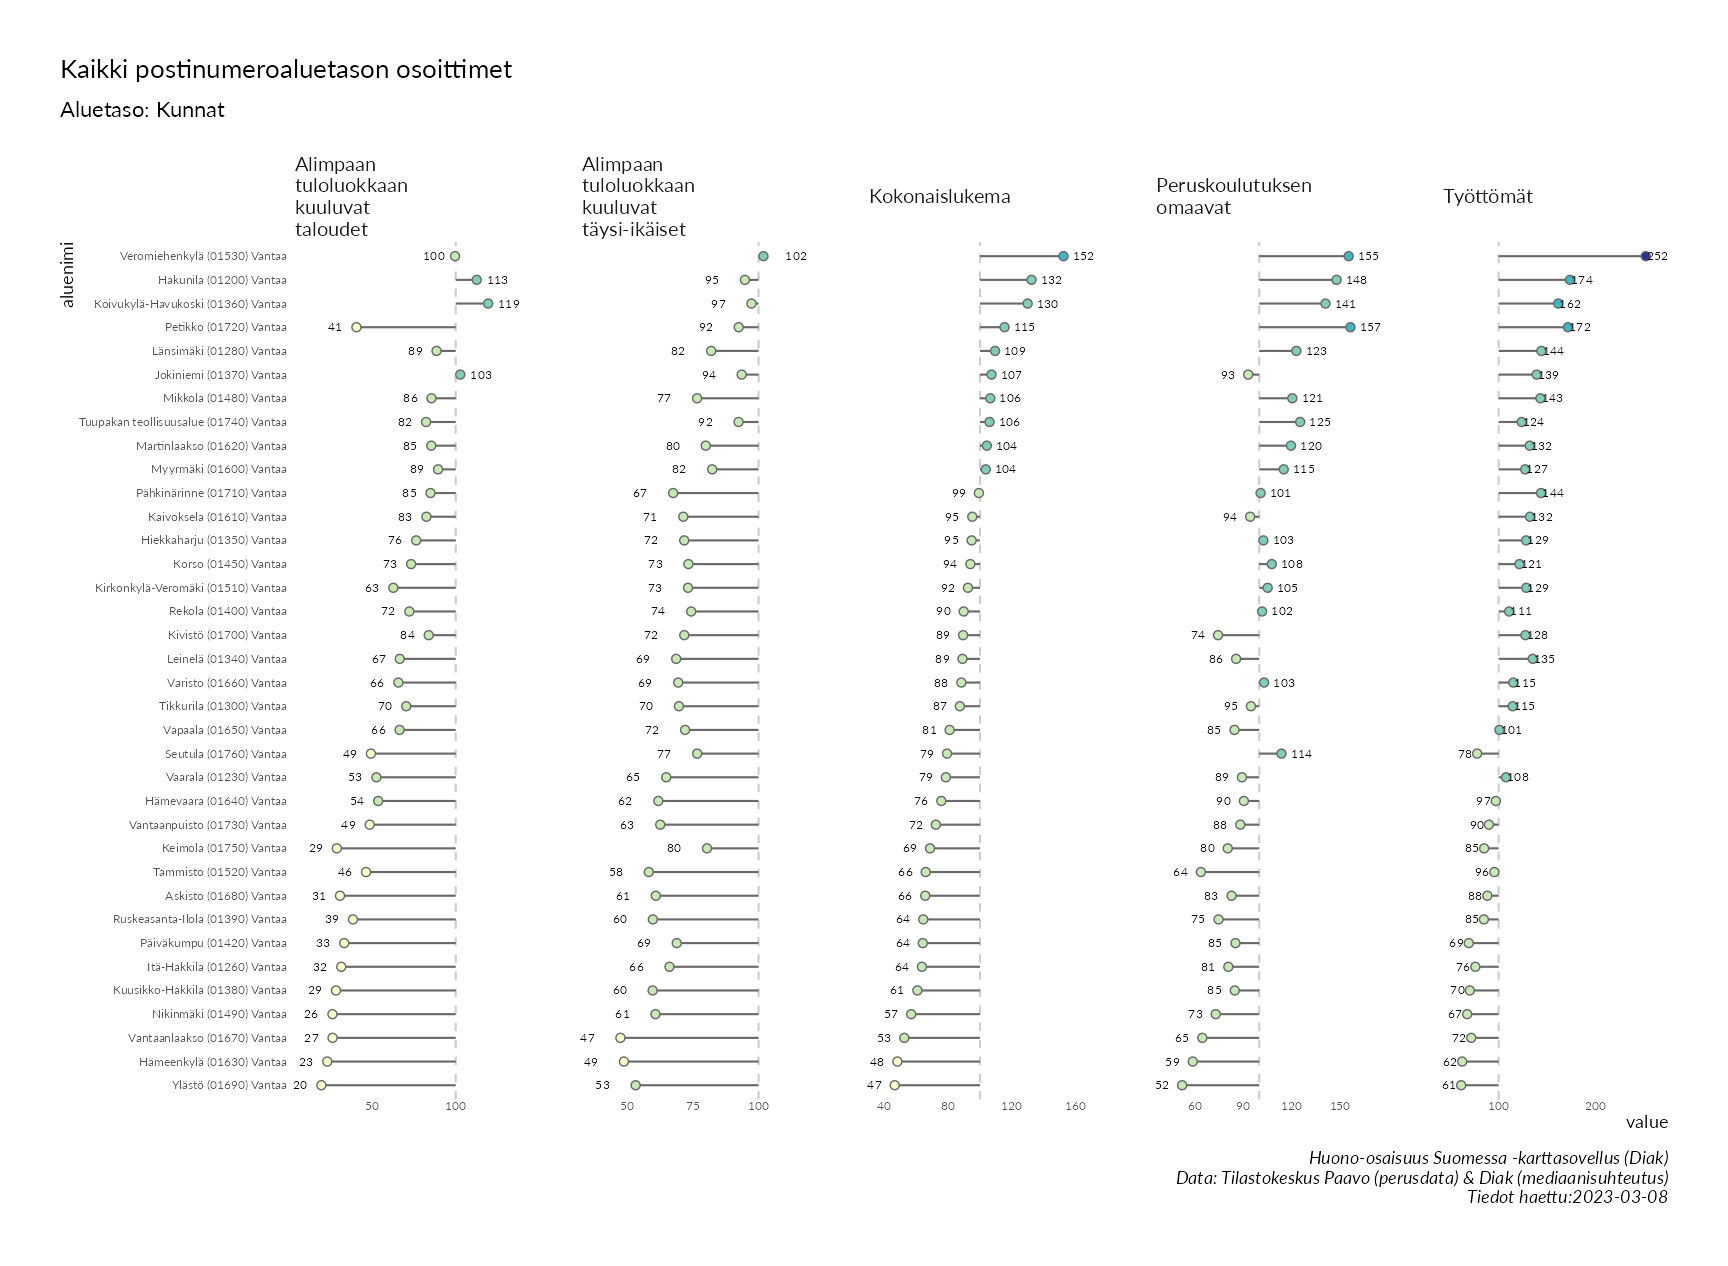 Kaikki postinumeroaluetason osoittimet
Aluetaso: Kunnat
Alimpaan
tuloluokkaan
kuuluvat
taloudet
Alimpaan
tuloluokkaan
kuuluvat
täysi-ikäiset
Kokonaislukema
Peruskoulutuksen
omaavat
Työttömät
aluenimi
Veromiehenkylä (01530) Vantaa 100 102 152 155 252
Hakunila (01200) Vantaa 113 95 132 148 174
Koivukylä-Havukoski (01360) Vantaa 119 97 130 141 162
Petikko (01720) Vantaa 41 92 115 157 172
Länsimäki (01280) Vantaa 89 82 109 123 144
Jokiniemi (01370) Vantaa 103 94 107 93 139
Mikkola (01480) Vantaa 86 77 106 121 143
Tuupakan teollisuusalue (01740) Vantaa 82 92 106 125 124
Martinlaakso (01620) Vantaa 85 80 104 120 132
Myyrmäki (01600) Vantaa 89 82 104 115 127
Pähkinärinne (01710) Vantaa 85 67 99 101 144
Kaivoksela (01610) Vantaa 83 71 95 94 132
Hiekkaharju (01350) Vantaa 76 72 95 103 129
Korso (01450) Vantaa 73 73 94 108 121
Kirkonkylä-Veromäki (01510) Vantaa 63 73 92 105 129
Rekola (01400) Vantaa 72 74 90 102 111
Kivistö (01700) Vantaa 84 72 89 74 128
Leinelä (01340) Vantaa 67 69 89 86 135
Varisto (01660) Vantaa 66 69 88 103 115
Tikkurila (01300) Vantaa 70 70 87 95 115
Vapaala (01650) Vantaa 66 72 81 85 101
Seutula (01760) Vantaa 49 77 79 114 78
Vaarala (01230) Vantaa 53 65 79 89 108
Hämevaara (01640) Vantaa 54 62 76 90 97
Vantaanpuisto (01730) Vantaa 49 63 72 88 90
Keimola (01750) Vantaa 29 80 69 80 85
Tammisto (01520) Vantaa 46 58 66 64 96
Askisto (01680) Vantaa 31 61 66 83 88
Ruskeasanta-Ilola (01390) Vantaa 39 60 64 75 85
Päiväkumpu (01420) Vantaa 33 69 64 85 69
Itä-Hakkila (01260) Vantaa 32 66 64 81 76
Kuusikko-Hakkila (01380) Vantaa 29 60 61 85 70
Nikinmäki (01490) Vantaa 26 61 57 73 67
Vantaanlaakso (01670) Vantaa 27 47 53 65 72
Hämeenkylä (01630) Vantaa 23 49 48 59 62
Ylästö (01690) Vantaa 20 53 47 52 61
50 100 50 75 100 40 80 120 160 60 90 120 150 100 200
value
Huono-osaisuus Suomessa -karttasovellus (Diak)
Data: Tilastokeskus Paavo (perusdata) & Diak (mediaanisuhteutus)
Tiedot haettu:2023-03-08